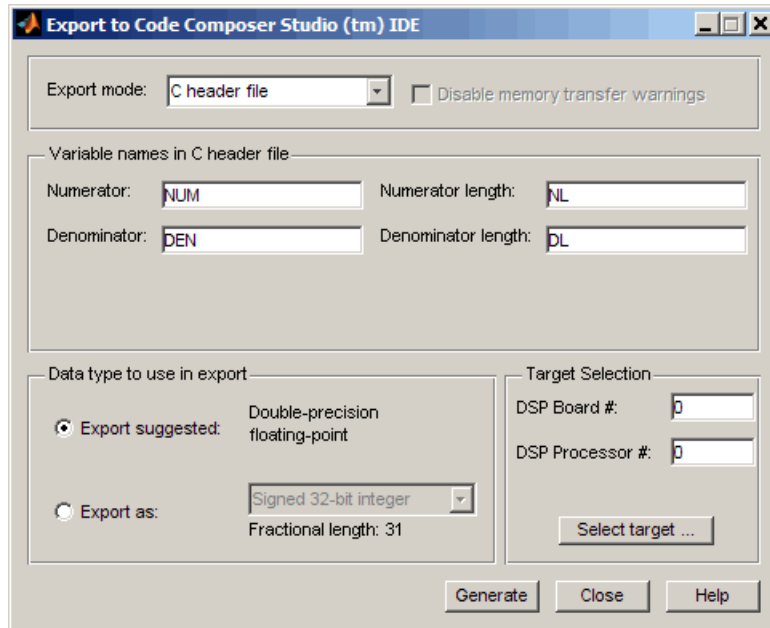 Export to Code Composer Studio (tm) IDE
Export mode: C header file Disable memory transfer warnings
Variable names in C header file
Numerator: NUM Numerator length: NL
Denominator: DEN Denominator length: DL
Data type to use in export
Export suggested: Double-precision
floating-point
Export as: Signed 32-bit integer
Fractional length: 31
Target Selection
DSP Board #: 0
DSP Processor #: 0
Select target ...
Generate Close Help